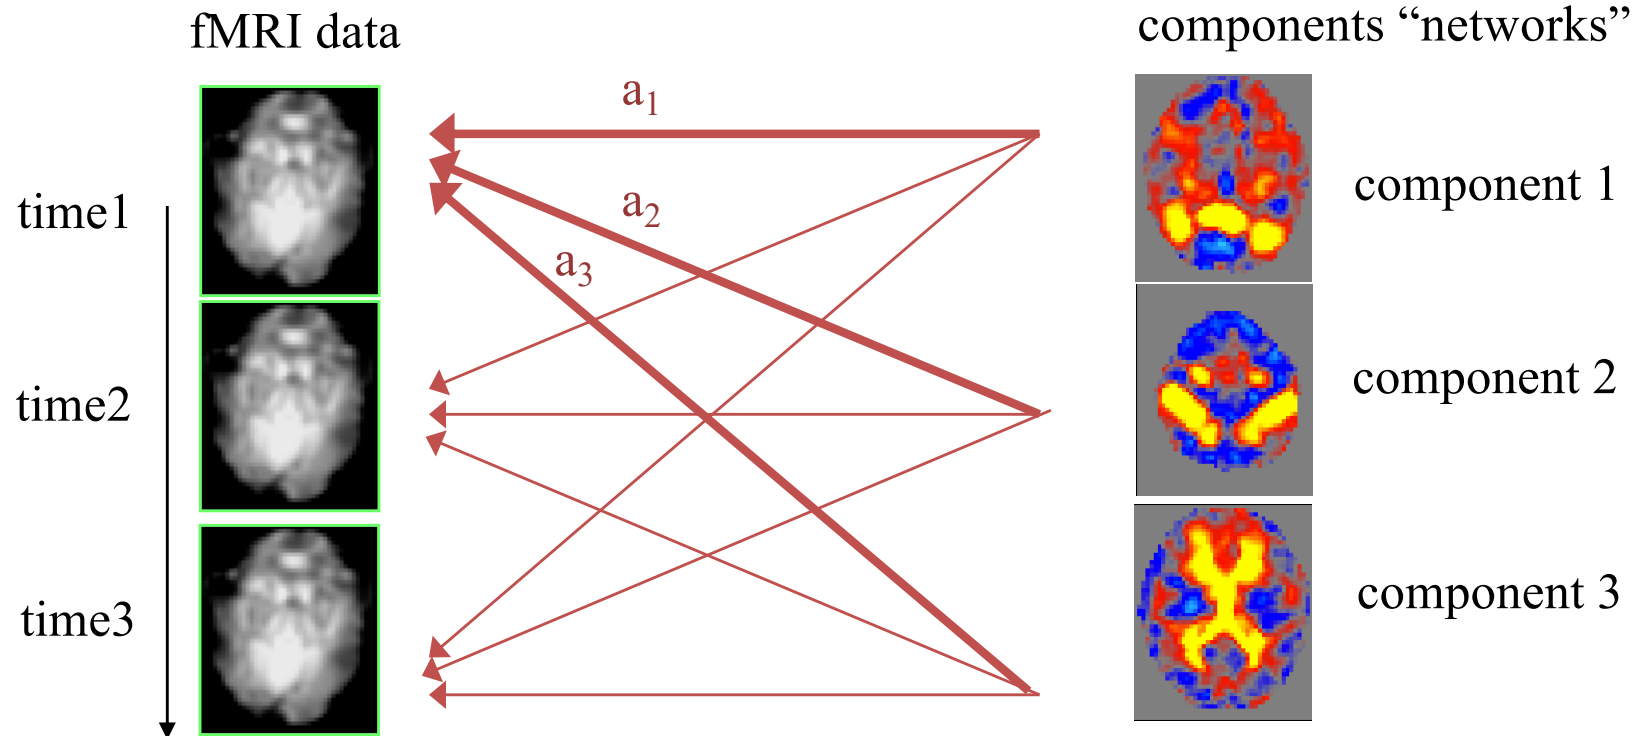 fMRI data
components “networks”
a1
component 1
time1
a2
a3
component 2
time2
component 3
time3